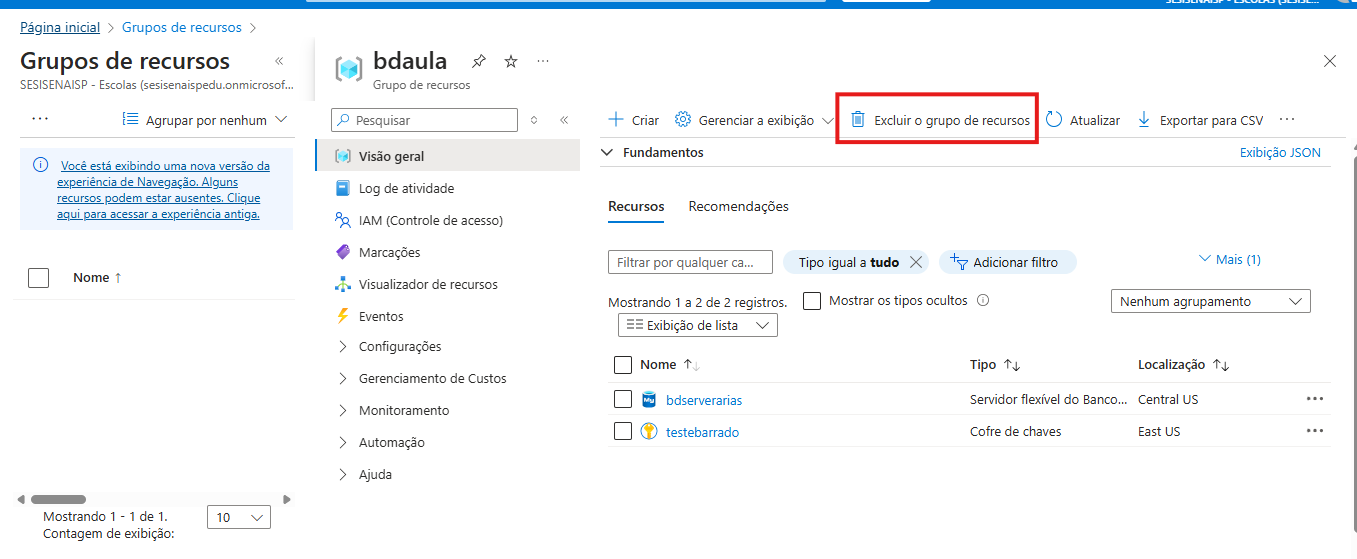 Página inicial > Grupos de recursos >
Grupos de recursos «
SESISENAISP - Escolas (sesisenaispedu.onmicrosof...
... Agrupar por nenhum
Você está exibindo uma nova versão da
experiência de Navegação. Alguns
recursos podem estar ausentes. Clique
aqui para acessar a experiência antiga.
Nome ↑
Mostrando 1 - 1 de 1.
Contagem de exibição:
10
bdaula ...
Grupo de recursos
Pesquisar «
Visão geral
Log de atividade
IAM (Controle de acesso)
Marcações
Visualizador de recursos
Eventos
Configurações
Gerenciamento de Custos
Monitoramento
Automação
Ajuda
Criar Gerenciar a exibição Excluir o grupo de recursos Atualizar Exportar para CSV ...
Fundamentos Exibição JSON
Recursos Recomendações
Filtrar por qualquer ca... Tipo igual a tudo Adicionar filtro Mais (1)
Mostrando 1 a 2 de 2 registros. Mostrar os tipos ocultos Nenhum agrupamento
Exibição de lista
Nome ↑↓ Tipo ↑↓ Localização ↑↓
My bdserverarias Servidor flexível do Banco... Central US ...
testebarrado Cofre de chaves East US ...